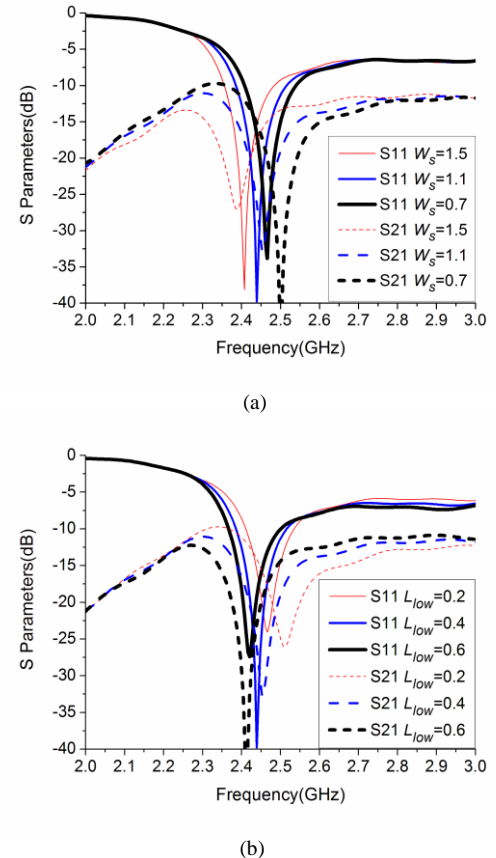 0
-5
-10
-15
-20
-25
-30
-35
-40
S Parameters(dB)
S11 Ws=1.5
S11 Ws=1.1
S11 Ws=0.7
S21 Ws=1.5
S21 Ws=1.1
S21 Ws=0.7
2.0 2.1 2.2 2.3 2.4 2.5 2.6 2.7 2.8 2.9 3.0
Frequency(GHz)
(a)
0
-5
-10
-15
-20
-25
-30
-35
-40
S Parameters(dB)
S11 Llow=0.2
S11 Llow=0.4
S11 Llow=0.6
S21 Llow=0.2
S21 Llow=0.4
S21 Llow=0.6
2.0 2.1 2.2 2.3 2.4 2.5 2.6 2.7 2.8 2.9 3.0
Frequency(GHz)
(b)